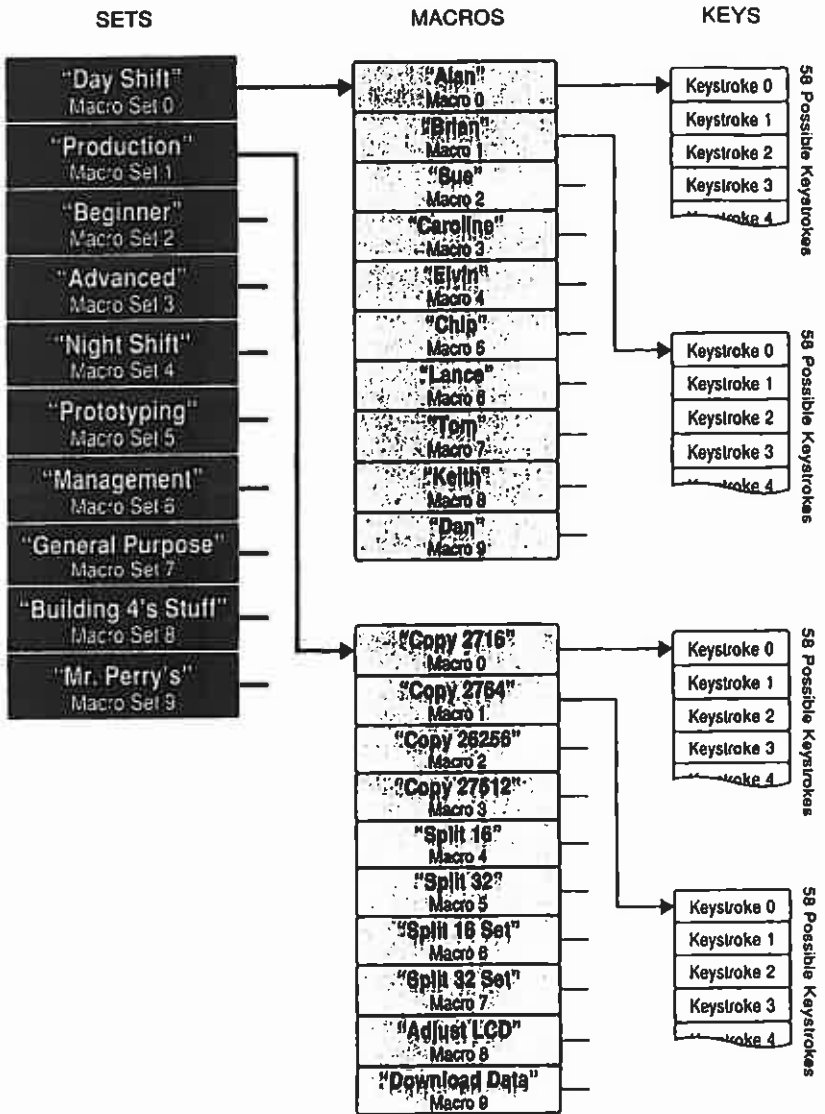 SETS
MACROS
KEYS
"Day Shift"
Macro Set 0
"Production"
Macro Set 1
"Beginner"
Macro Set 2
"Advanced"
Macro Set 3
"Night Shift"
Macro Set 4
"Prototyping"
Macro Set 5
"Management"
Macro Set 6
"General Purpose"
Macro Set 7
"Building 4's Stuff"
Macro Set 8
"Mr. Perry's"
Macro Set 9
"Alan"
Macro 0
"Brian"
Macro 1
"Sue"
Macro 2
"Caroline"
Macro 3
"Elvin"
Macro 4
"Chip"
Macro 5
"Lance"
Macro 6
"Tom"
Macro 7
"Keith"
Macro 8
"Dan"
Macro 9
"Copy 2716"
Macro 0
"Copy 2764"
Macro 1
"Copy 26256"
Macro 2
"Copy 27512"
Macro 3
"Split 16"
Macro 4
"Split 32"
Macro 5
"Split 16 Set"
Macro 6
"Split 32 Set"
Macro 7
"Adjust LCD"
Macro 8
"Download Data"
Macro 9
Keystroke 0
Keystroke 1
Keystroke 2
Keystroke 3
Keystroke 4
58 Possible Keystrokes
Keystroke 0
Keystroke 1
Keystroke 2
Keystroke 3
Keystroke 4
58 Possible Keystrokes
Keystroke 0
Keystroke 1
Keystroke 2
Keystroke 3
Keystroke 4
58 Possible Keystrokes
Keystroke 0
Keystroke 1
Keystroke 2
Keystroke 3
Keystroke 4
58 Possible Keystrokes